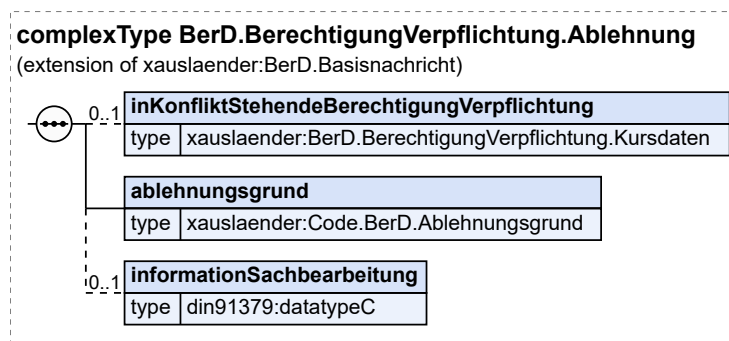 complexType BerD.BerechtigungVerpflichtung.Ablehnung
(extension of xauslaender:BerD.Basisnachricht)
0..1 inKonfliktStehendeBerechtigungVerpflichtung
type xauslaender:BerD.BerechtigungVerpflichtung.Kursdaten
ablehnungsgrund
type xauslaender:Code.BerD.Ablehnungsgrund
0..1 informationSachbearbeitung
type din91379:datatypeC